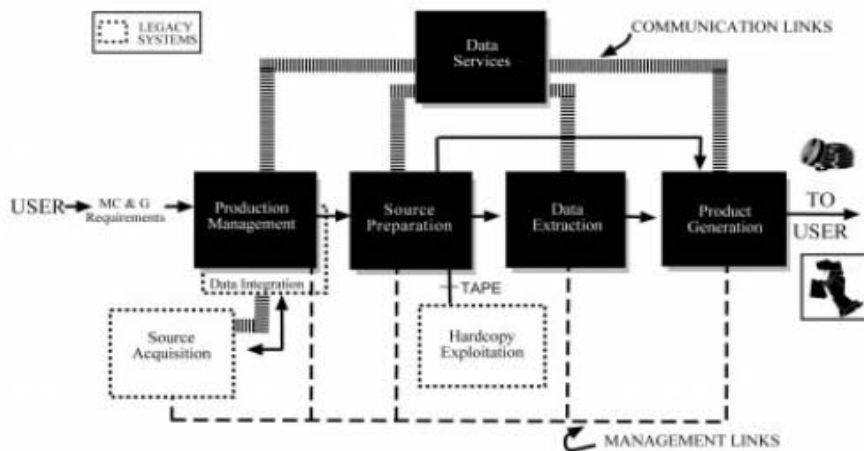 LEGACY
SYSTEMS
COMMUNICATION LINKS
Data
Services
USER
MC & G
Requirements
Production
Management
Source
Preparation
Data
Extraction
Product
Generation
TO
USER
Data Integration
TAPE
Source
Acquisition
Hardcopy
Exploitation
MANAGEMENT LINKS